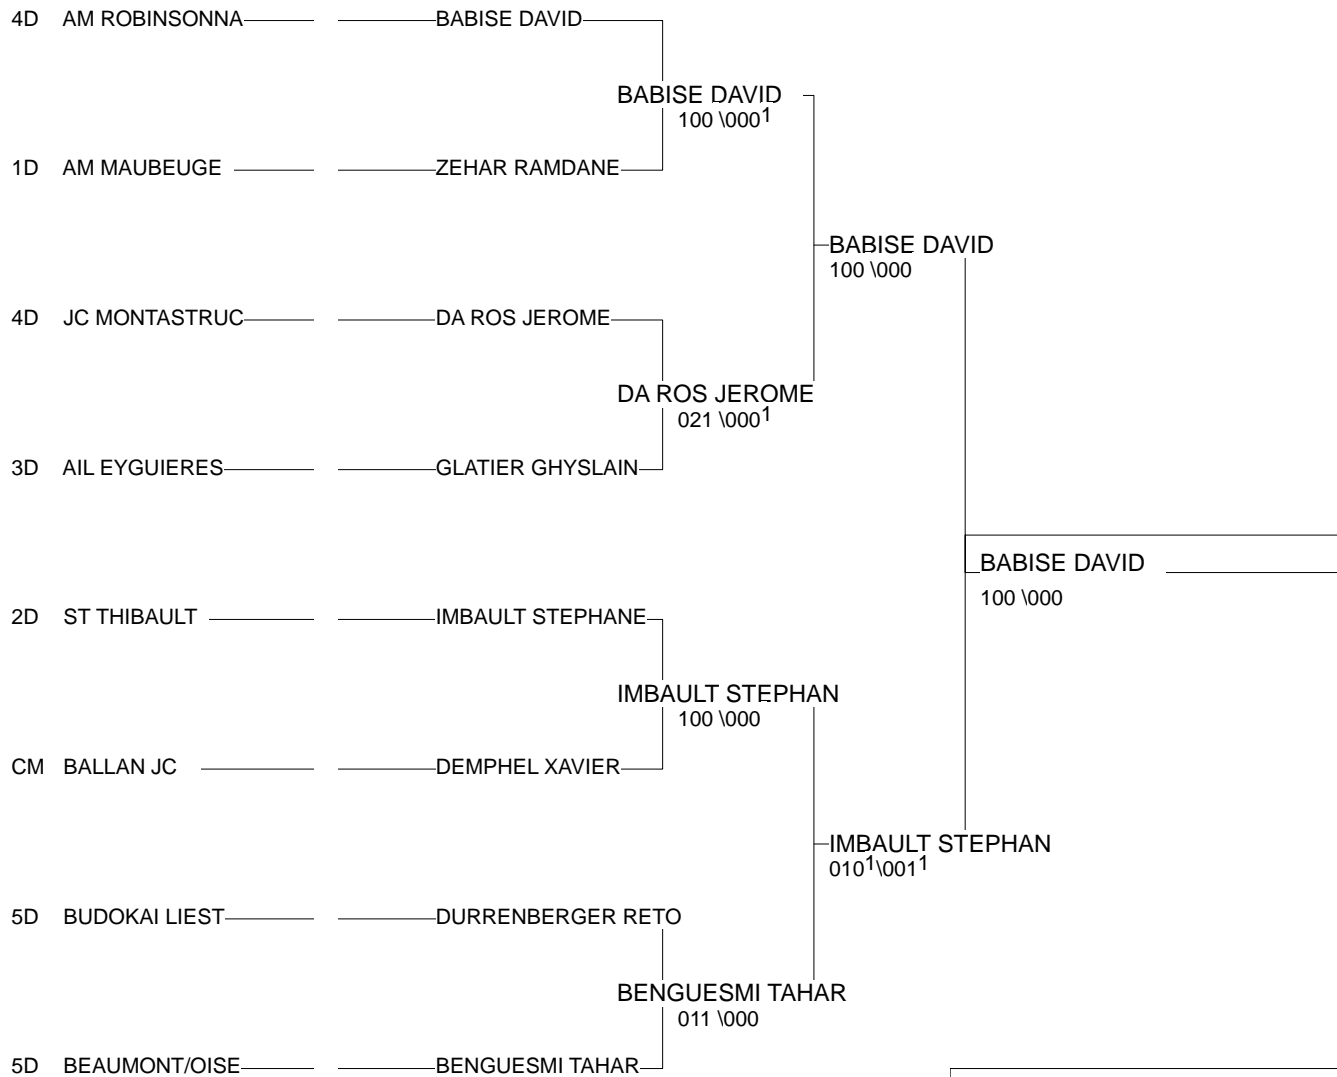 4D AM ROBINSONNA BABISE DAVID
BABISE DAVID
100 \000¹
1D AM MAUBEUGE ZEHAR RAMDANE
BABISE DAVID
100 \000
4D JC MONTASTRUC DA ROS JEROME
DA ROS JEROME
021 \000¹
3D AIL EYGUIERES GLATIER GHYSLAIN
BABISE DAVID
100 \000
2D ST THIBAULT IMBAULT STEPHANE
IMBAULT STEPHAN
100 \000
CM BALLAN JC DEMPHEL XAVIER
IMBAULT STEPHAN
010¹\001¹
5D BUDOKAI LIEST DURRENBERGER RETO
BENGUESMI TAHAR
011 \000
5D BEAUMONT/OISE BENGUESMI TAHAR